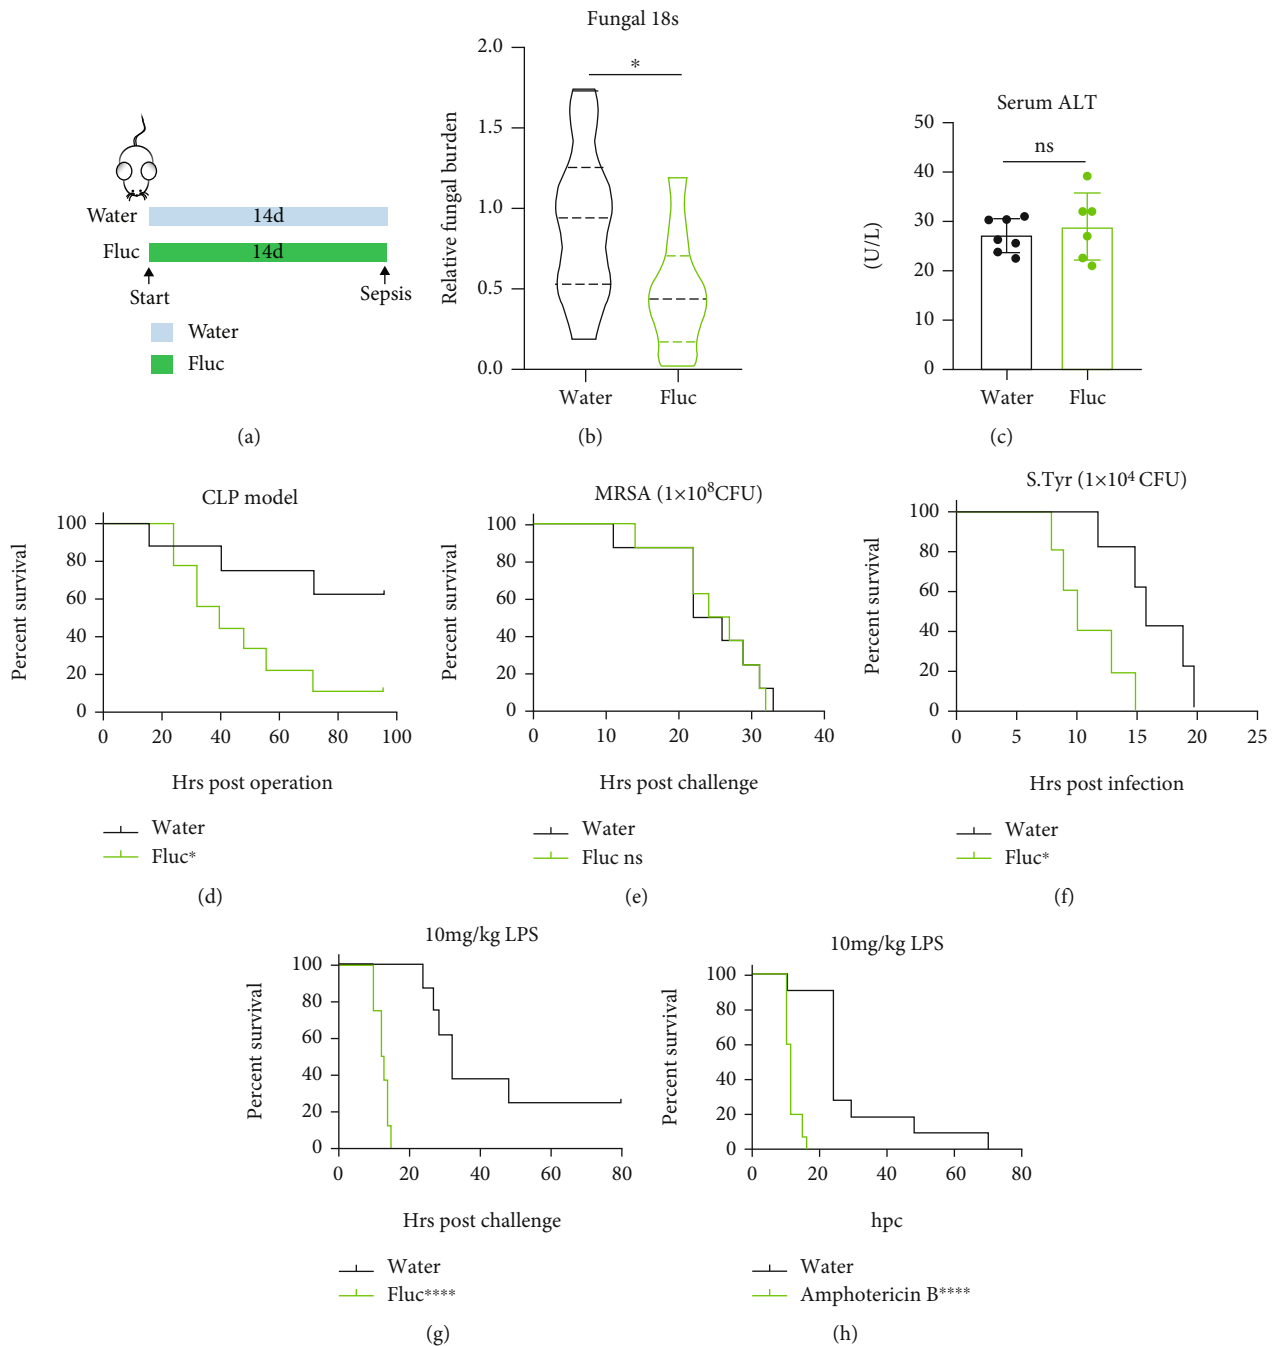 Water 14d
Fluc 14d
Start
Sepsis
Water
Fluc
(a)
Fungal 18s
Relative fungal burden
2.0
1.5
1.0
0.5
0.0
*
Water Fluc
(b)
Serum ALT
(U/L)
50
40
30
20
10
0
ns
Water Fluc
(c)
CLP model
Percent survival
100
80
60
40
20
0
0 20 40 60 80 100
Hrs post operation
Water
Fluc*
(d)
MRSA (1×10⁸CFU)
Percent survival
100
80
60
40
20
0
0 10 20 30 40
Hrs post challenge
Water
Fluc ns
(e)
S.Tyr (1×10⁴ CFU)
Percent survival
100
80
60
40
20
0
0 5 10 15 20 25
Hrs post infection
Water
Fluc*
(f)
10mg/kg LPS
Percent survival
100
80
60
40
20
0
0 20 40 60 80
Hrs post challenge
Water
Fluc****
(g)
10mg/kg LPS
Percent survival
100
80
60
40
20
0
0 20 40 60 80
hpc
Water
Amphotericin B****
(h)